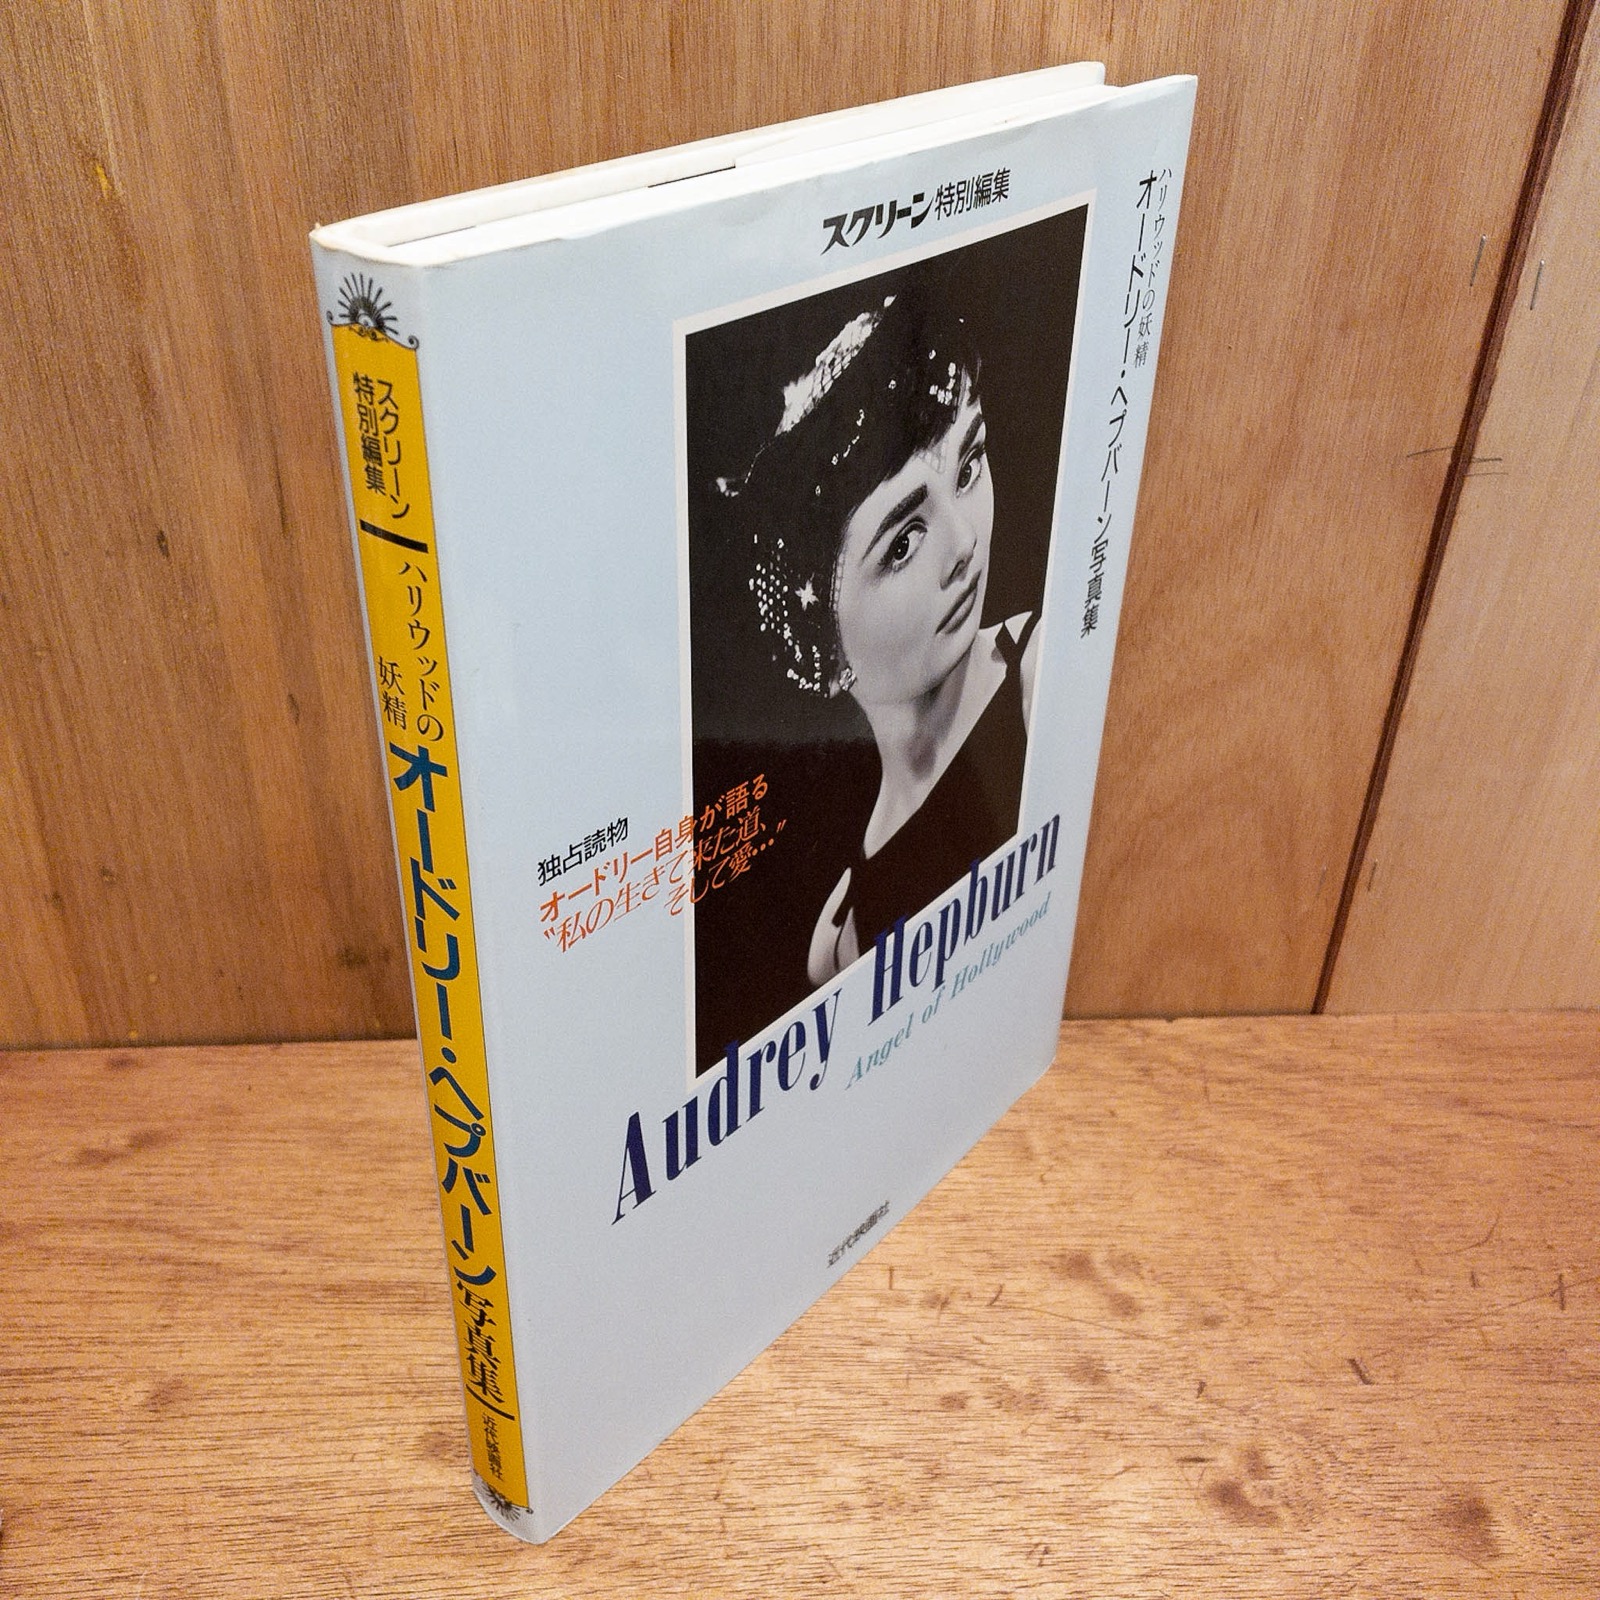 スクリーン特別編集
ハリウッドの妖精
オードリー・ヘプバーン写真集
独占読物
オードリー自身が語る
〝私の生きて来た道、
そして愛…〟
Audrey Hepburn
Angel of Hollywood
近代映画社
スクリーン
特別編集
ハリウッドの
妖精
オードリー・ヘプバーン写真集
近代映画社